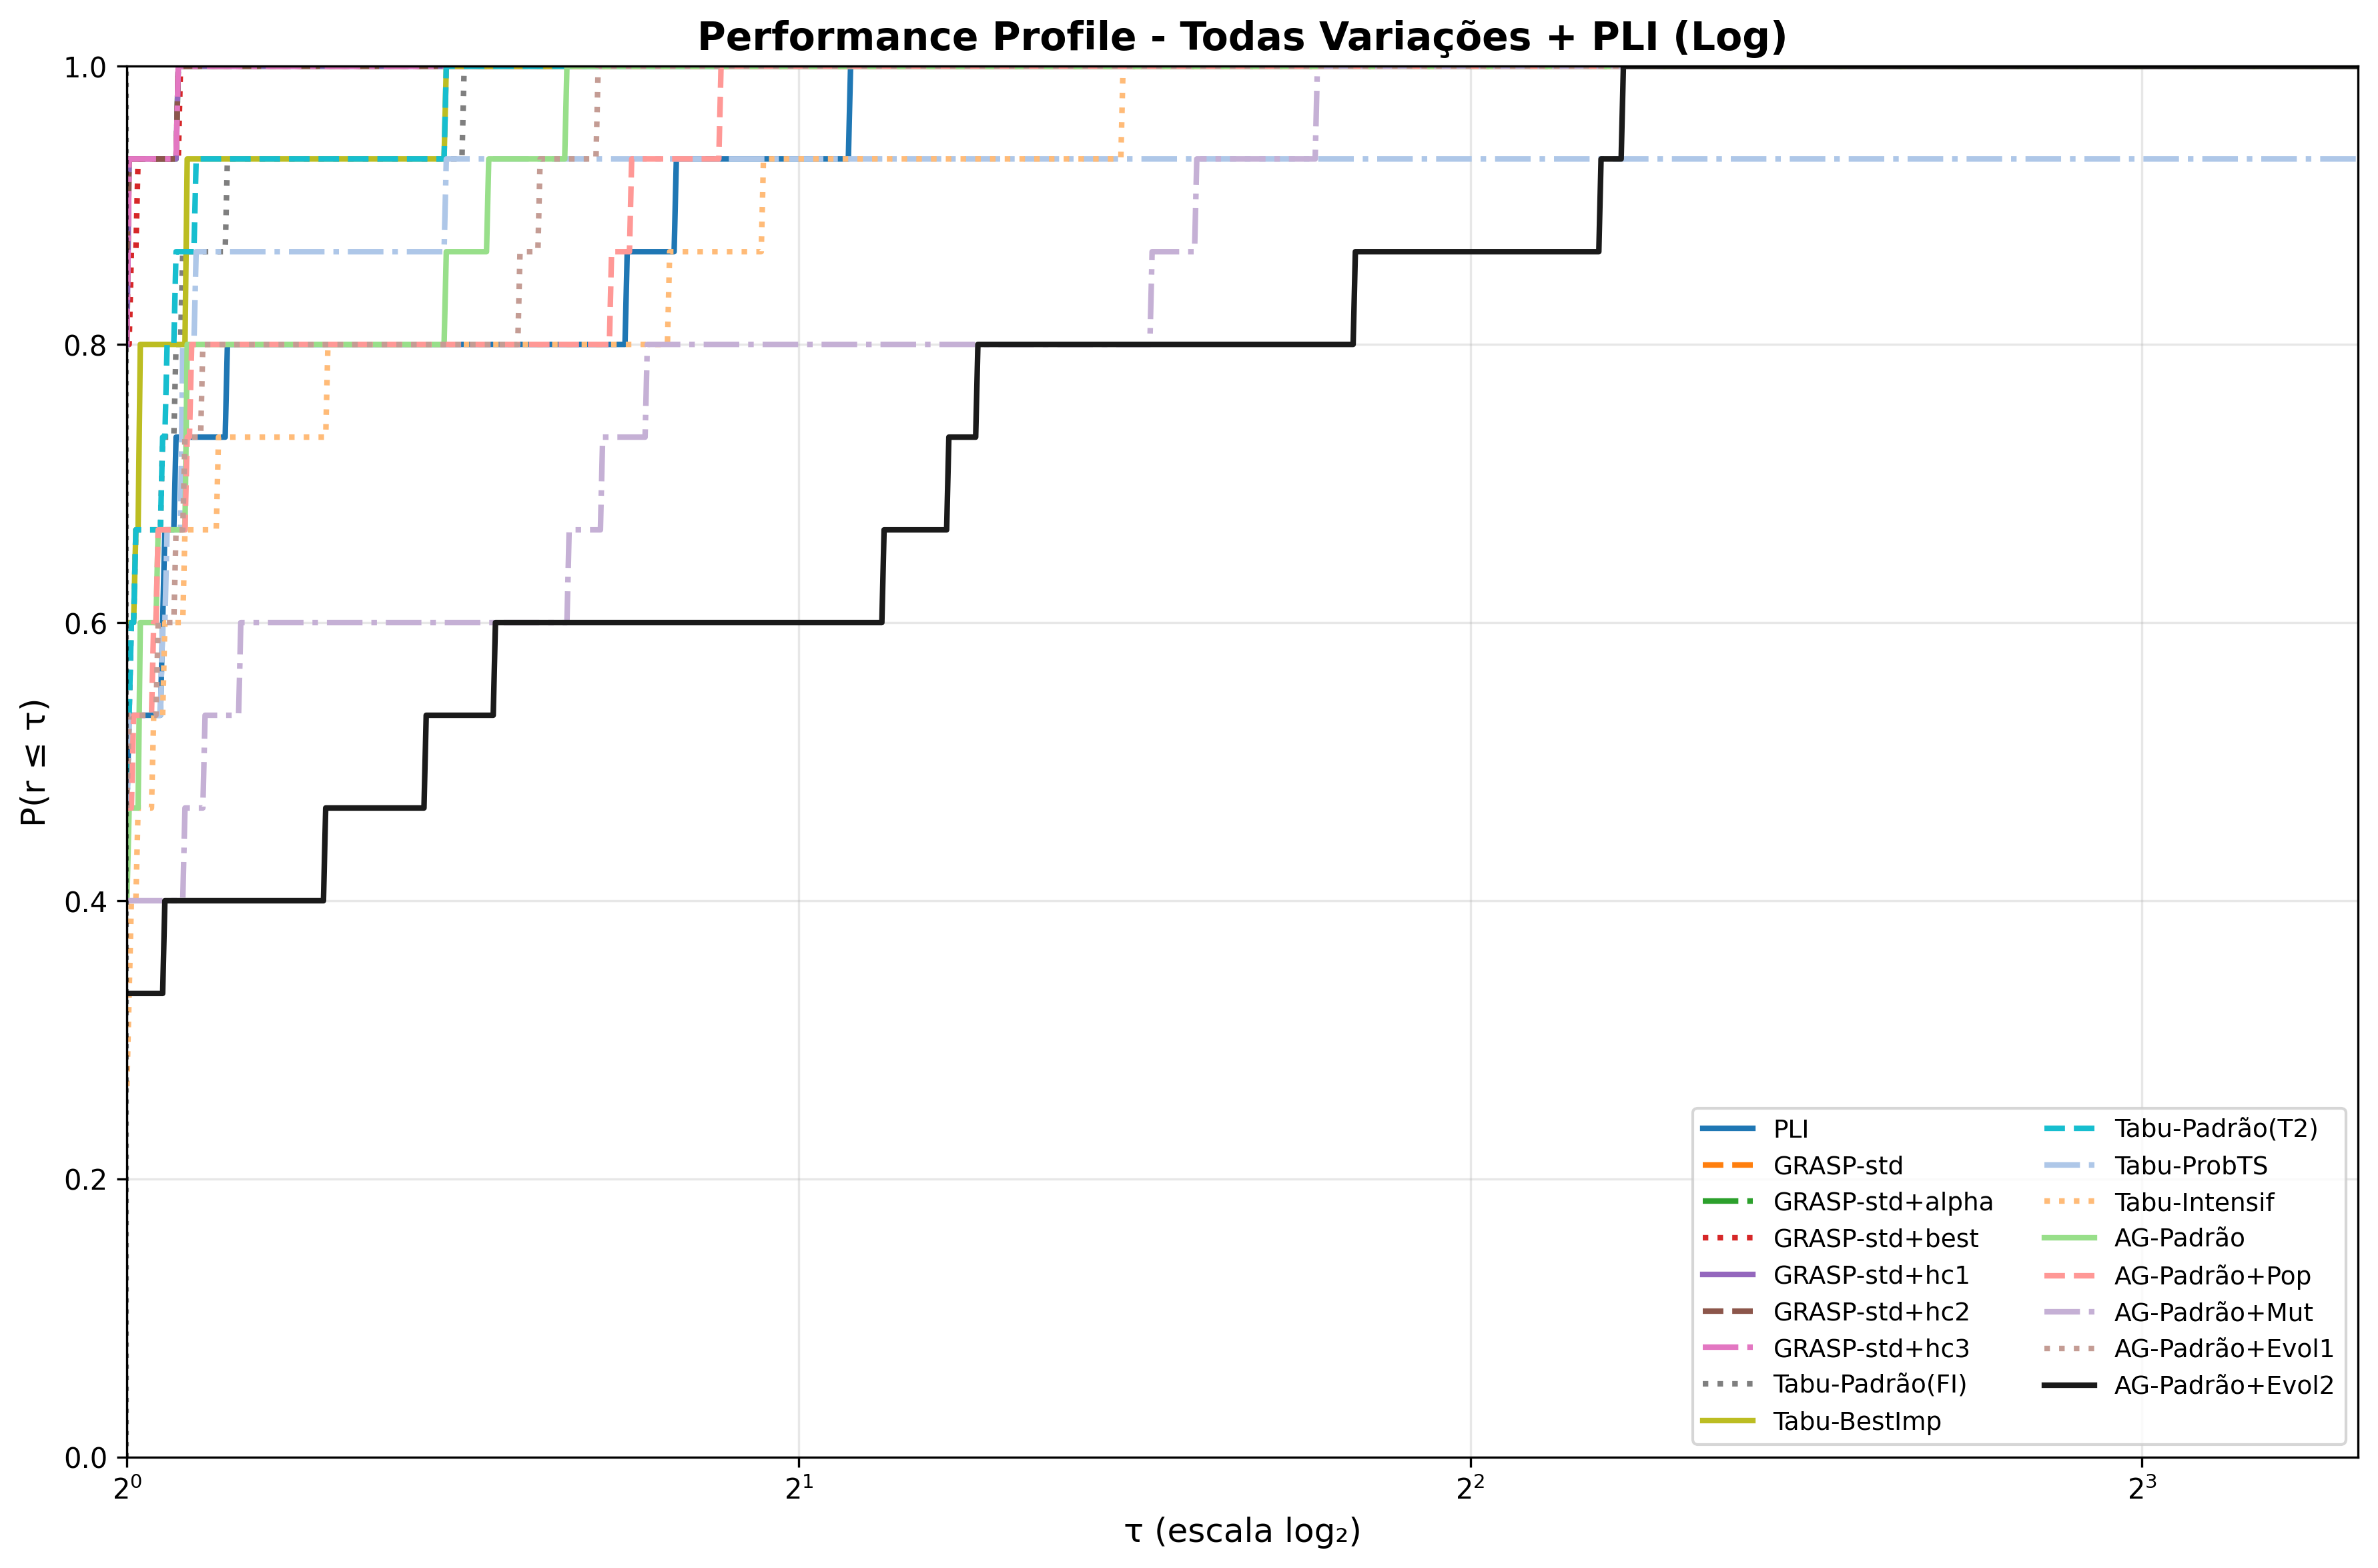 Performance Profile - Todas Variações + PLI (Log)
1.0
0.8
0.6
0.4
0.2
0.0
P(r ≤ τ)
2⁰
2¹
2²
2³
τ (escala log₂)
PLI
GRASP-std
GRASP-std+alpha
GRASP-std+best
GRASP-std+hc1
GRASP-std+hc2
GRASP-std+hc3
Tabu-Padrão(FI)
Tabu-BestImp
Tabu-Padrão(T2)
Tabu-ProbTS
Tabu-Intensif
AG-Padrão
AG-Padrão+Pop
AG-Padrão+Mut
AG-Padrão+Evol1
AG-Padrão+Evol2